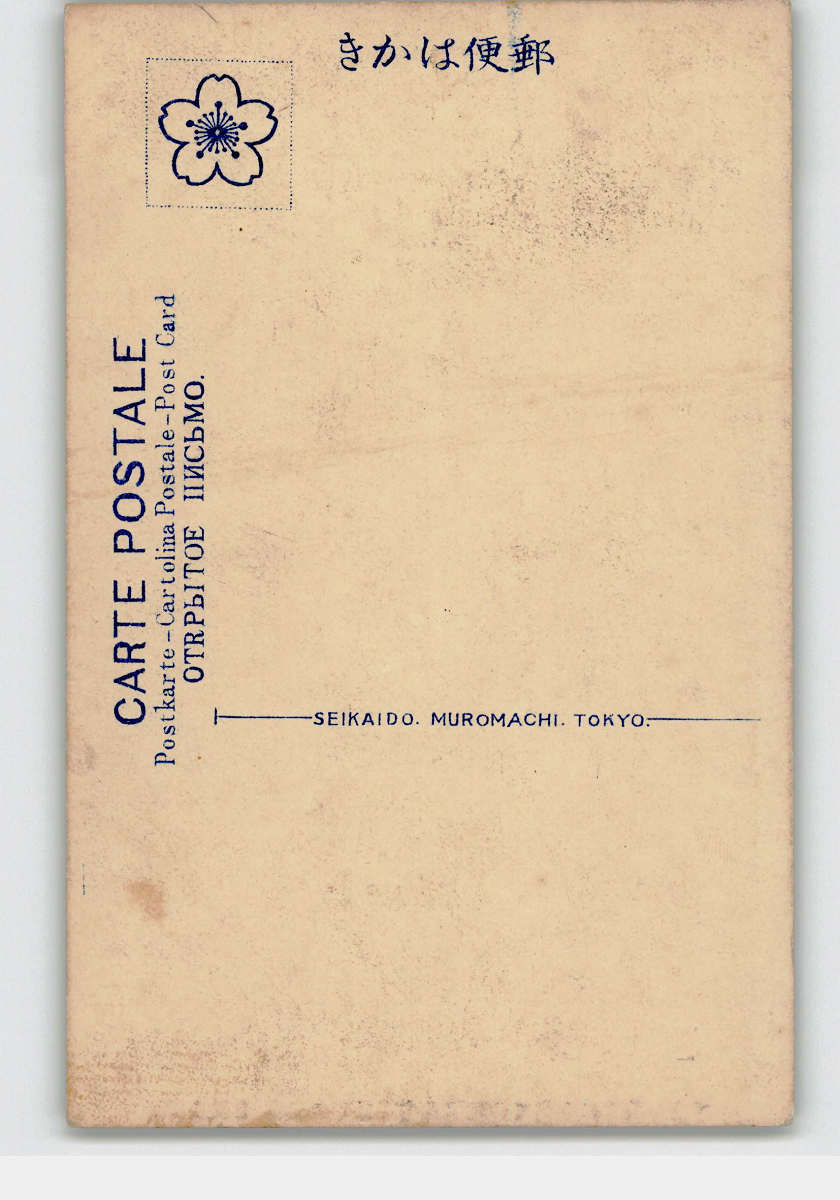 きかは便郵
CARTE POSTALE
Postkarte-Cartolina Postale-Post Card
ОТКРЫТОЕ ПИСЬМО.
SEIKAIDO. MUROMACHI. TOKYO.